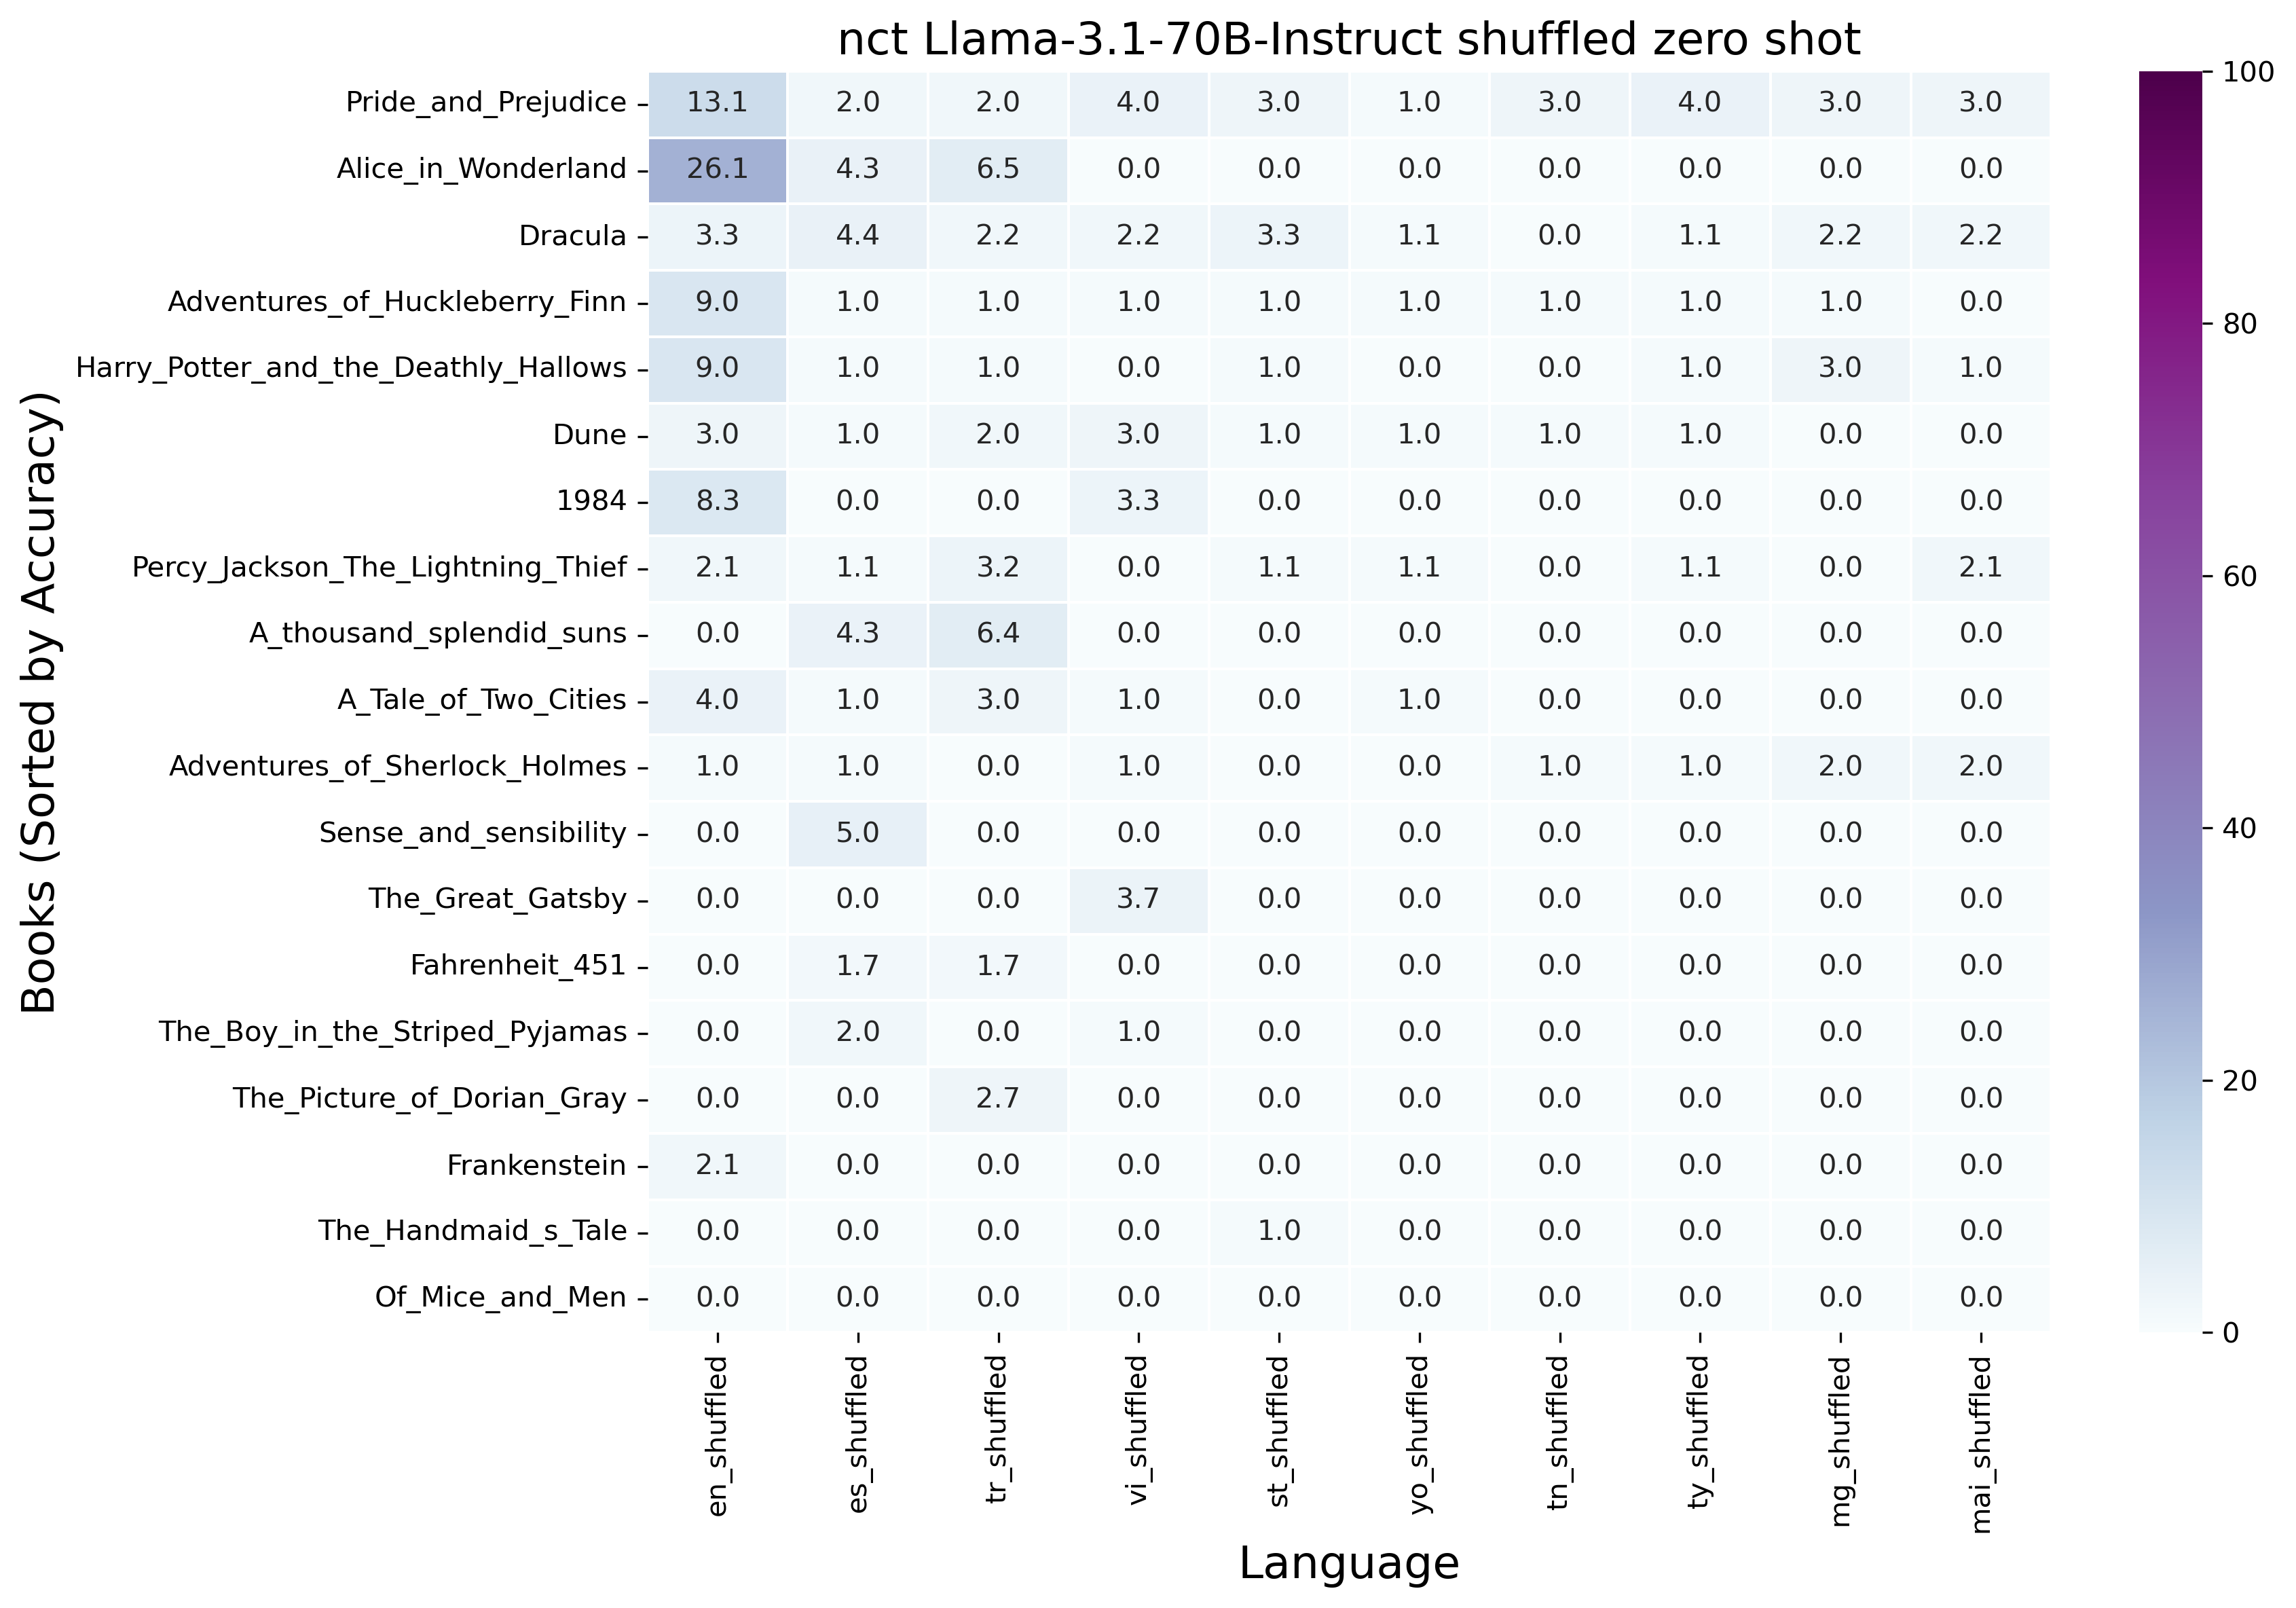 nct Llama-3.1-70B-Instruct shuffled zero shot
Books (Sorted by Accuracy)
Pride_and_Prejudice 13.1 2.0 2.0 4.0 3.0 1.0 3.0 4.0 3.0 3.0
Alice_in_Wonderland 26.1 4.3 6.5 0.0 0.0 0.0 0.0 0.0 0.0 0.0
Dracula 3.3 4.4 2.2 2.2 3.3 1.1 0.0 1.1 2.2 2.2
Adventures_of_Huckleberry_Finn 9.0 1.0 1.0 1.0 1.0 1.0 1.0 1.0 1.0 0.0
Harry_Potter_and_the_Deathly_Hallows 9.0 1.0 1.0 0.0 1.0 0.0 0.0 1.0 3.0 1.0
Dune 3.0 1.0 2.0 3.0 1.0 1.0 1.0 1.0 0.0 0.0
1984 8.3 0.0 0.0 3.3 0.0 0.0 0.0 0.0 0.0 0.0
Percy_Jackson_The_Lightning_Thief 2.1 1.1 3.2 0.0 1.1 1.1 0.0 1.1 0.0 2.1
A_thousand_splendid_suns 0.0 4.3 6.4 0.0 0.0 0.0 0.0 0.0 0.0 0.0
A_Tale_of_Two_Cities 4.0 1.0 3.0 1.0 0.0 1.0 0.0 0.0 0.0 0.0
Adventures_of_Sherlock_Holmes 1.0 1.0 0.0 1.0 0.0 0.0 1.0 1.0 2.0 2.0
Sense_and_sensibility 0.0 5.0 0.0 0.0 0.0 0.0 0.0 0.0 0.0 0.0
The_Great_Gatsby 0.0 0.0 0.0 3.7 0.0 0.0 0.0 0.0 0.0 0.0
Fahrenheit_451 0.0 1.7 1.7 0.0 0.0 0.0 0.0 0.0 0.0 0.0
The_Boy_in_the_Striped_Pyjamas 0.0 2.0 0.0 1.0 0.0 0.0 0.0 0.0 0.0 0.0
The_Picture_of_Dorian_Gray 0.0 0.0 2.7 0.0 0.0 0.0 0.0 0.0 0.0 0.0
Frankenstein 2.1 0.0 0.0 0.0 0.0 0.0 0.0 0.0 0.0 0.0
The_Handmaid_s_Tale 0.0 0.0 0.0 0.0 1.0 0.0 0.0 0.0 0.0 0.0
Of_Mice_and_Men 0.0 0.0 0.0 0.0 0.0 0.0 0.0 0.0 0.0 0.0
en_shuffled
es_shuffled
tr_shuffled
vi_shuffled
st_shuffled
yo_shuffled
tn_shuffled
ty_shuffled
mg_shuffled
mai_shuffled
Language
100
80
60
40
20
0